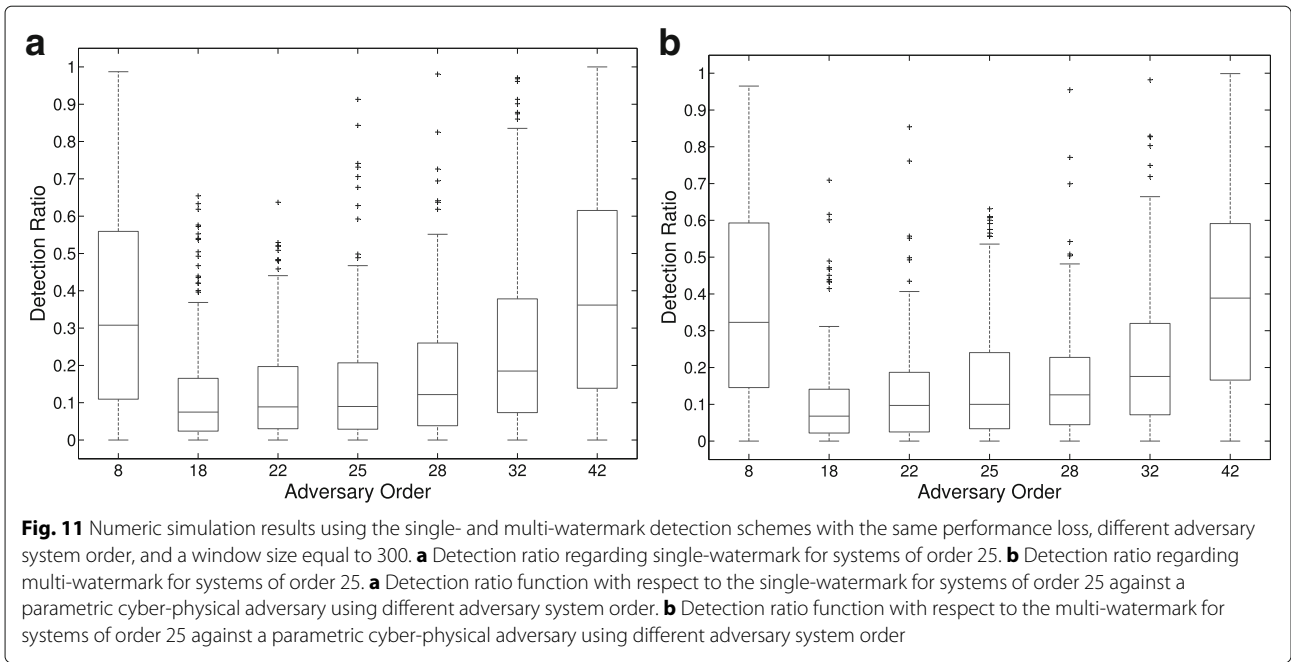 a
1
0.9
0.8
0.7
0.6
0.5
0.4
0.3
0.2
0.1
0
Detection Ratio
8 18 22 25 28 32 42
Adversary Order
b
1
0.9
0.8
0.7
0.6
0.5
0.4
0.3
0.2
0.1
0
Detection Ratio
8 18 22 25 28 32 42
Adversary Order
Fig. 11 Numeric simulation results using the single- and multi-watermark detection schemes with the same performance loss, different adversary
system order, and a window size equal to 300. a Detection ratio regarding single-watermark for systems of order 25. b Detection ratio regarding
multi-watermark for systems of order 25. a Detection ratio function with respect to the single-watermark for systems of order 25 against a
parametric cyber-physical adversary using different adversary system order. b Detection ratio function with respect to the multi-watermark for
systems of order 25 against a parametric cyber-physical adversary using different adversary system order